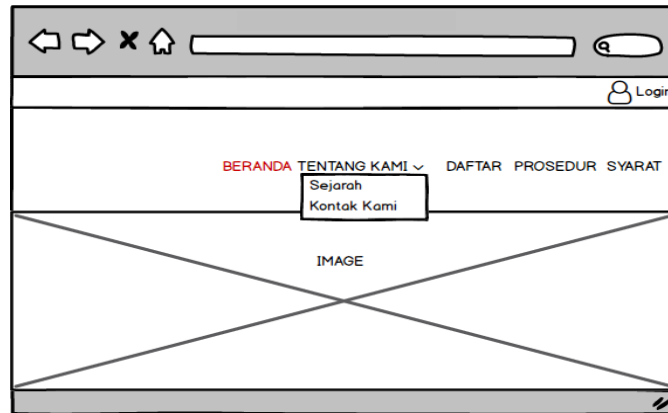 Login
BERANDA TENTANG KAMI DAFTAR PROSEDUR SYARAT
Sejarah
Kontak Kami
IMAGE